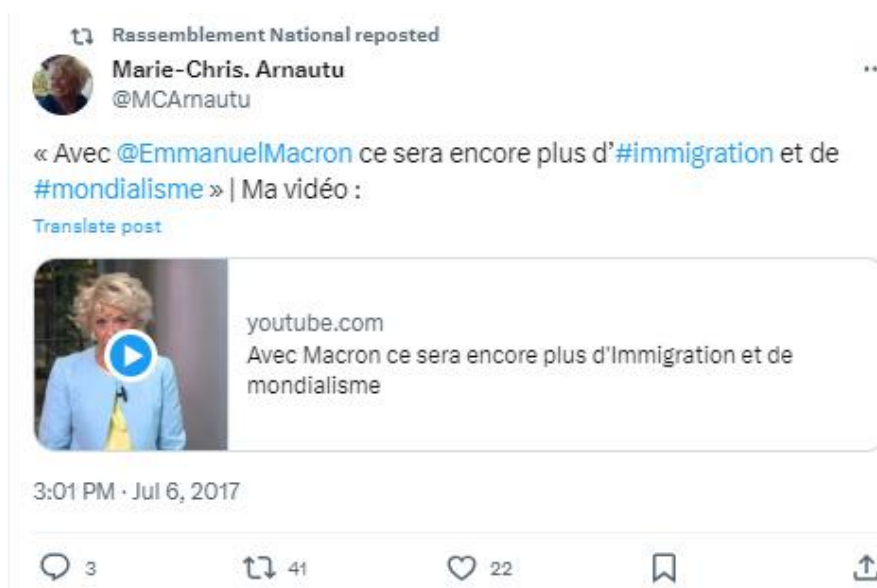 Rassemblement National reposted
Marie-Chris. Arnautu
@MCArnautu
« Avec @EmmanuelMacron ce sera encore plus d’#immigration et de
#mondialisme » | Ma vidéo :
Translate post
youtube.com
Avec Macron ce sera encore plus d'Immigration et de
mondialisme
3:01 PM · Jul 6, 2017
3 41 22